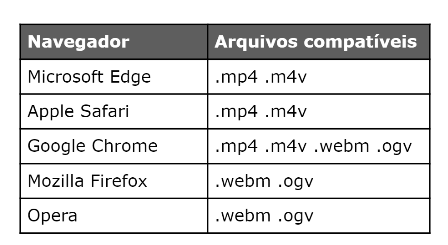 Navegador Arquivos compatíveis
Microsoft Edge .mp4 .m4v
Apple Safari .mp4 .m4v
Google Chrome .mp4 .m4v .webm .ogv
Mozilla Firefox .webm .ogv
Opera .webm .ogv